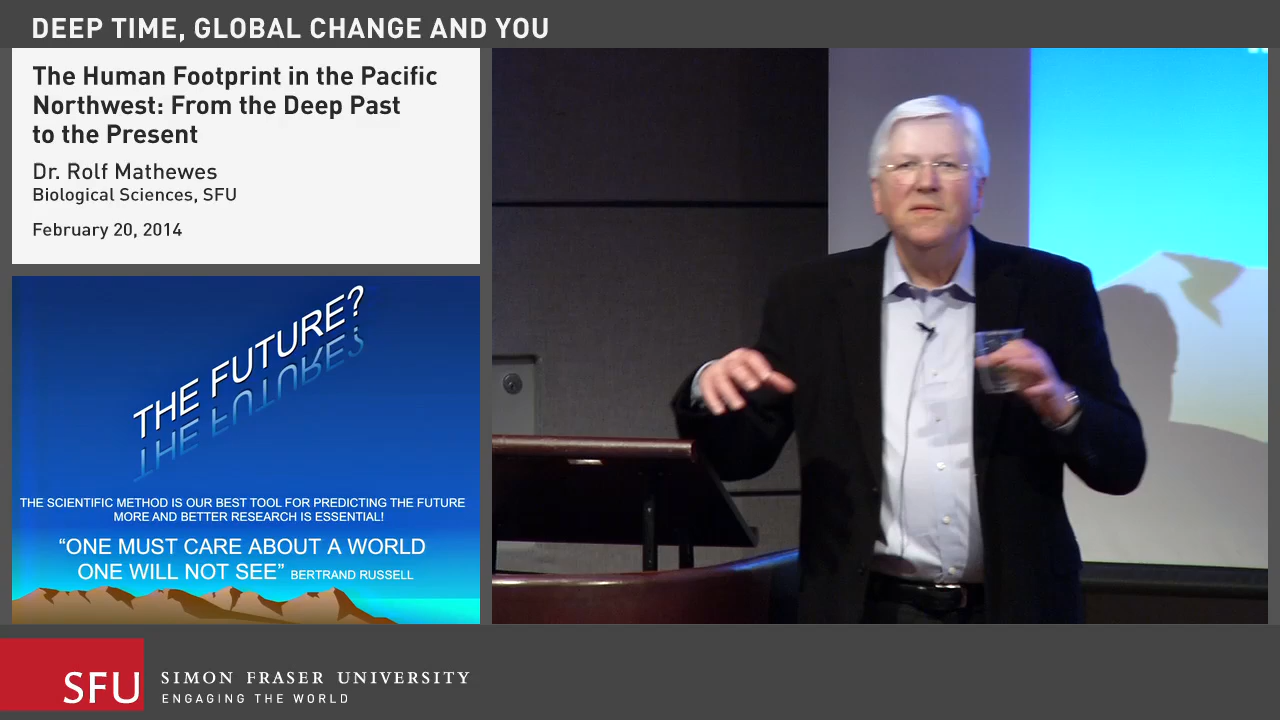 DEEP TIME, GLOBAL CHANGE AND YOU
The Human Footprint in the Pacific
Northwest: From the Deep Past
to the Present
Dr. Rolf Mathewes
Biological Sciences, SFU
February 20, 2014
THE FUTURE?
THE FUTURE?
THE SCIENTIFIC METHOD IS OUR BEST TOOL FOR PREDICTING THE FUTURE
MORE AND BETTER RESEARCH IS ESSENTIAL!
“ONE MUST CARE ABOUT A WORLD
ONE WILL NOT SEE” BERTRAND RUSSELL
SFU
SIMON FRASER UNIVERSITY
ENGAGING THE WORLD